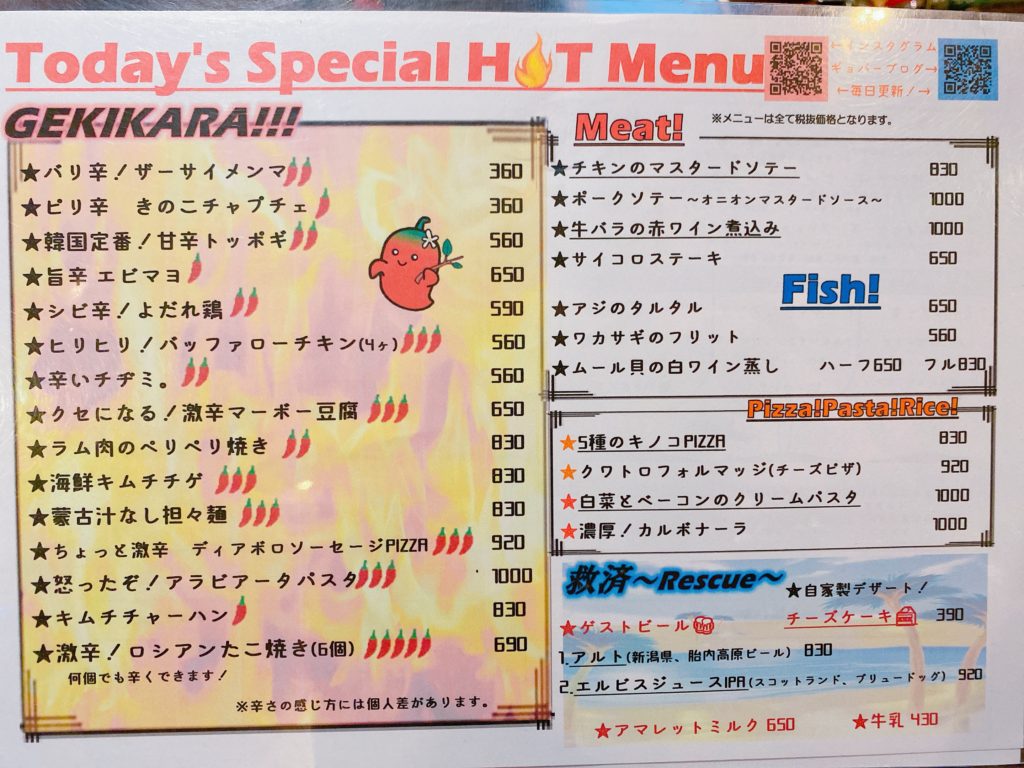 Today's Special HOT Menu
←インスタグラム
ギョバーブログ→
←毎日更新！→
GEKIKARA!!!
★バリ辛！ザーサイメンマ 360
★ピリ辛　きのこチャプチェ 360
★韓国定番！甘辛トッポギ 560
★旨辛 エビマヨ 650
★シビ辛！よだれ鶏 590
★ヒリヒリ！バッファローチキン(4ヶ) 560
★辛いチヂミ。 560
★クセになる！激辛マーボー豆腐 650
★ラム肉のペリペリ焼き 830
★海鮮キムチチゲ 830
★蒙古汁なし担々麺 830
★ちょっと激辛　ディアボロソーセージPIZZA 920
★怒ったぞ！アラビアータパスタ 1000
★キムチチャーハン 830
★激辛！ロシアンたこ焼き(6個) 690
何個でも辛くできます！
※辛さの感じ方には個人差があります。
Meat!
※メニューは全て税抜価格となります。
★チキンのマスタードソテー 830
★ポークソテー～オニオンマスタードソース～ 1000
★牛バラの赤ワイン煮込み 1000
★サイコロステーキ 650
Fish!
★アジのタルタル 650
★ワカサギのフリット 560
★ムール貝の白ワイン蒸し　ハーフ650　フル830
Pizza!Pasta!Rice!
★5種のキノコPIZZA 830
★クワトロフォルマッジ(チーズピザ) 920
★白菜とベーコンのクリームパスタ 1000
★濃厚！カルボナーラ 1000
救済～Rescue～
★自家製デザート！
チーズケーキ 390
★ゲストビール
1.アルト(新潟県、胎内高原ビール) 830
2.エルビスジュースIPA(スコットランド、ブリュードッグ) 920
★アマレットミルク 650
★牛乳 430